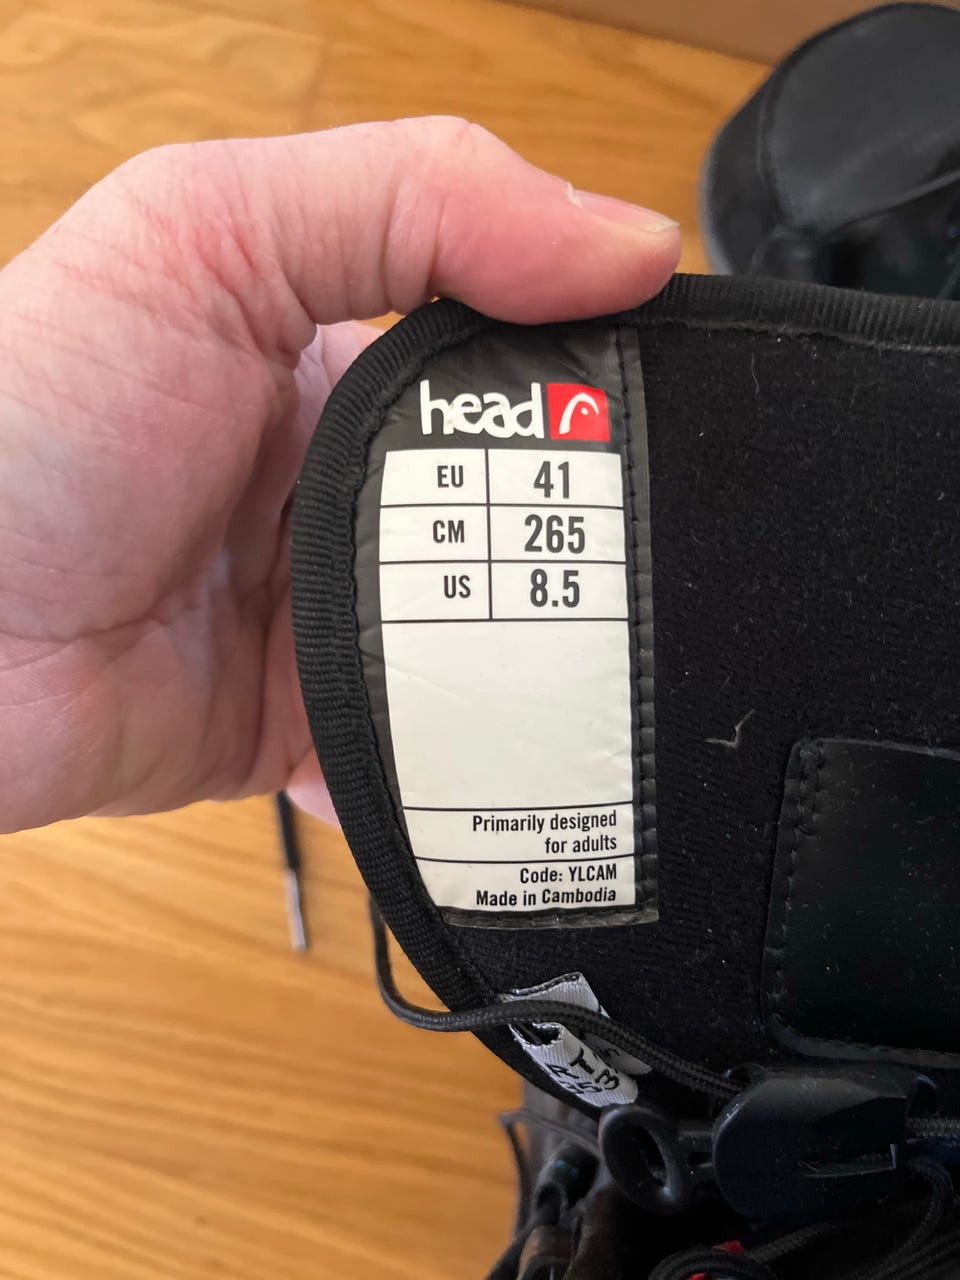 head
EU 41
CM 265
US 8.5
Primarily designed
for adults
Code: YLCAM
Made in Cambodia